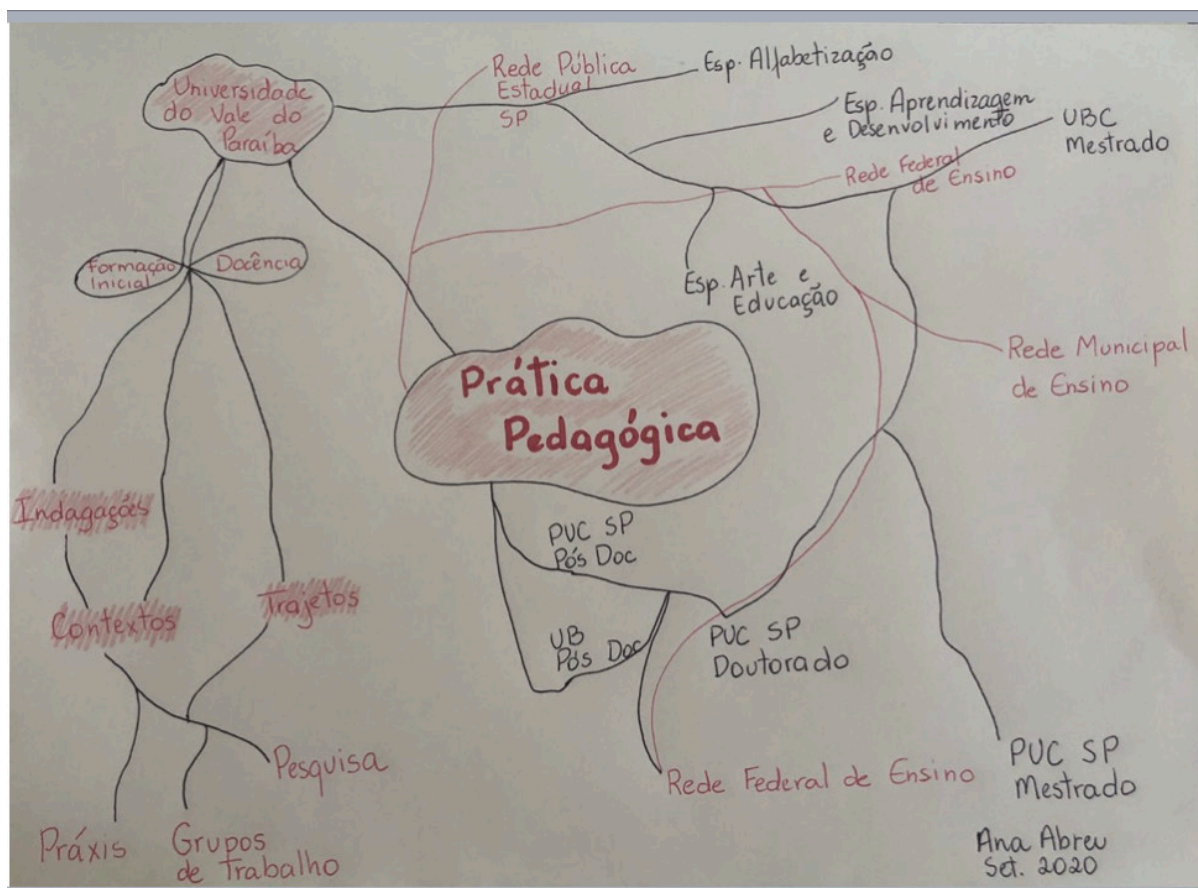 Universidade
do Vale do
Paraíba
Rede Pública
Estadual
SP
Esp. Alfabetização
Esp. Aprendizagem
e Desenvolvimento
UBC
Mestrado
Rede Federal
de Ensino
Formação
Inicial
Docência
Esp. Arte e
Educação
Rede Municipal
de Ensino
Prática
Pedagógica
Indagações
Contextos
Trajetos
PUC SP
Pós Doc
UB
Pós Doc
PUC SP
Doutorado
Pesquisa
Rede Federal de Ensino
PUC SP
Mestrado
Práxis
Grupos
de Trabalho
Ana Abreu
Set. 2020